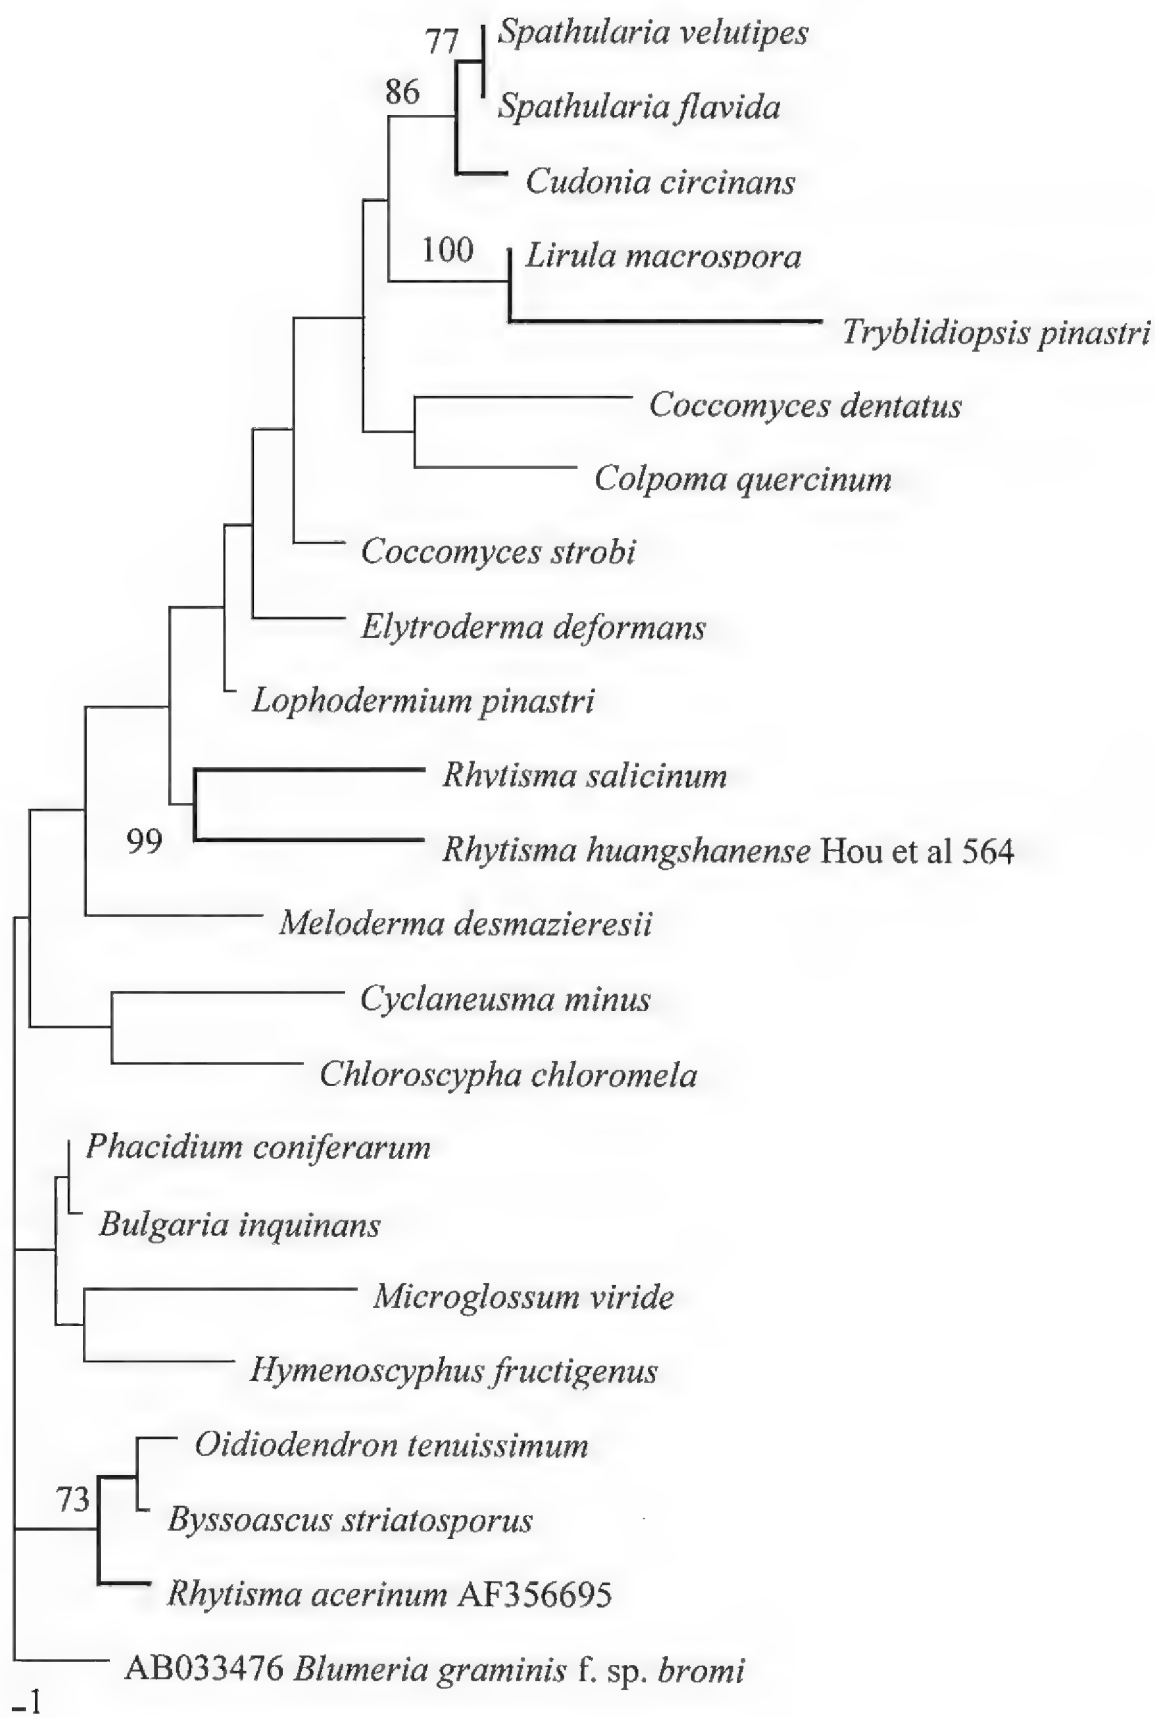 77 Spathularia velutipes
86
Spathularia flavida
Cudonia circinans
100 Lirula macrospora
Tryblidiopsis pinastri
Coccomyces dentatus
Colpoma quercinum
Coccomyces strobi
Elytroderma deformans
Lophodermium pinastri
Rhytisma salicinum
99 Rhytisma huangshanense Hou et al 564
Meloderma desmazieresii
Cyclaneusma minus
Chloroscypha chloromela
Phacidium coniferarum
Bulgaria inquinans
Microglossum viride
Hymenoscyphus fructigenus
Oidiodendron tenuissimum
73 Byssoascus striatosporus
Rhytisma acerinum AF356695
AB033476 Blumeria graminis f. sp. bromi
1